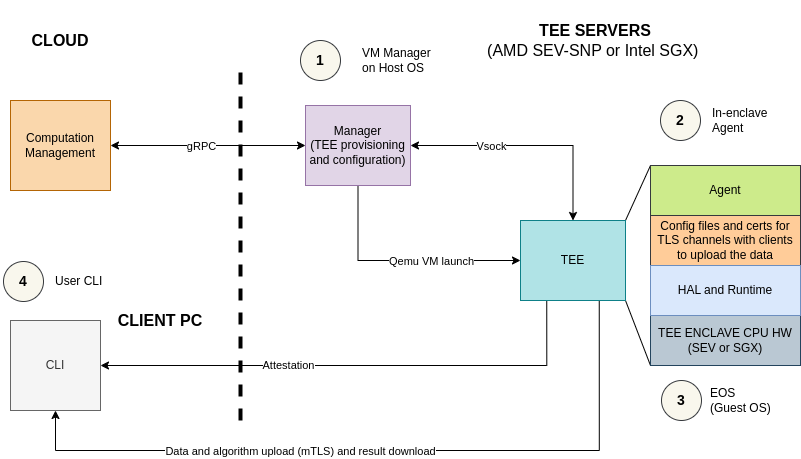 CLOUD
1
VM Manager
on Host OS
TEE SERVERS
(AMD SEV-SNP or Intel SGX)
Computation
Management
gRPC
Manager
(TEE provisioning
and configuration)
Vsock
2
In-enclave
Agent
Agent
Config files and certs for
TLS channels with clients
to upload the data
HAL and Runtime
TEE ENCLAVE CPU HW
(SEV or SGX)
Qemu VM launch
TEE
4
User CLI
CLIENT PC
CLI
Attestation
3
EOS
(Guest OS)
Data and algorithm upload (mTLS) and result download